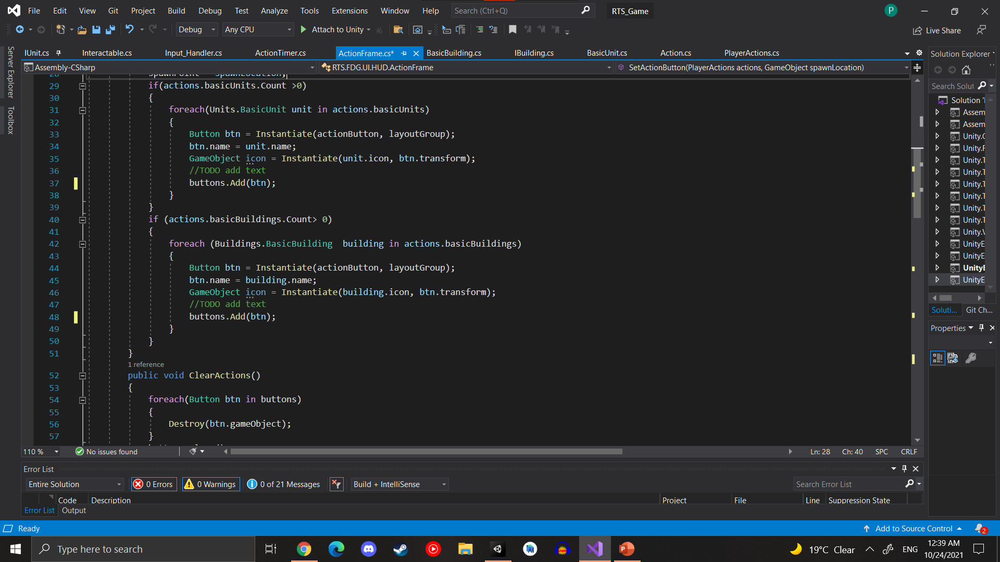 File Edit View Git Project Build Debug Test Analyze Tools Extensions Window Help Search (Ctrl+Q) RTS_Game P
Debug Any CPU Attach to Unity Live Share
Server Explorer
Toolbox
IUnit.cs Interactable.cs Input_Handler.cs ActionTimer.cs ActionFrame.cs* BasicBuilding.cs IBuilding.cs BasicUnit.cs Action.cs PlayerActions.cs
Assembly-CSharp RTS.FDG.UI.HUD.ActionFrame SetActionButton(PlayerActions actions, GameObject spawnLocation)
28 spawnPoint = spawnLocation;
29 if(actions.basicUnits.Count >0)
30 {
31 foreach(Units.BasicUnit unit in actions.basicUnits)
32 {
33 Button btn = Instantiate(actionButton, layoutGroup);
34 btn.name = unit.name;
35 GameObject icon = Instantiate(unit.icon, btn.transform);
36 //TODO add text
37 buttons.Add(btn);
38 }
39 }
40 if (actions.basicBuildings.Count> 0)
41 {
42 foreach (Buildings.BasicBuilding  building in actions.basicBuildings)
43 {
44 Button btn = Instantiate(actionButton, layoutGroup);
45 btn.name = building.name;
46 GameObject icon = Instantiate(building.icon, btn.transform);
47 //TODO add text
48 buttons.Add(btn);
49 }
50 }
51 }
1 reference
52 public void ClearActions()
53 {
54 foreach(Button btn in buttons)
55 {
56 Destroy(btn.gameObject);
57 }
110 % No issues found Ln: 28 Ch: 40 SPC CRLF
Solution Explorer
Search Solut
Solution '
Assem
Assem
Unity.C
Unity.F
Unity.T
Unity.T
Unity.T
Unity.T
Unity.T
Unity.T
Unity.V
UnityE
UnityE
UnityE
UnityE
Soluti... Git Ch...
Properties
Error List
Entire Solution 0 Errors 0 Warnings 0 of 21 Messages Build + IntelliSense Search Error List
Code Description Project File Line Suppression State
Error List Output
Ready Add to Source Control 2
Type here to search 19°C Clear ENG 12:39 AM
10/24/2021